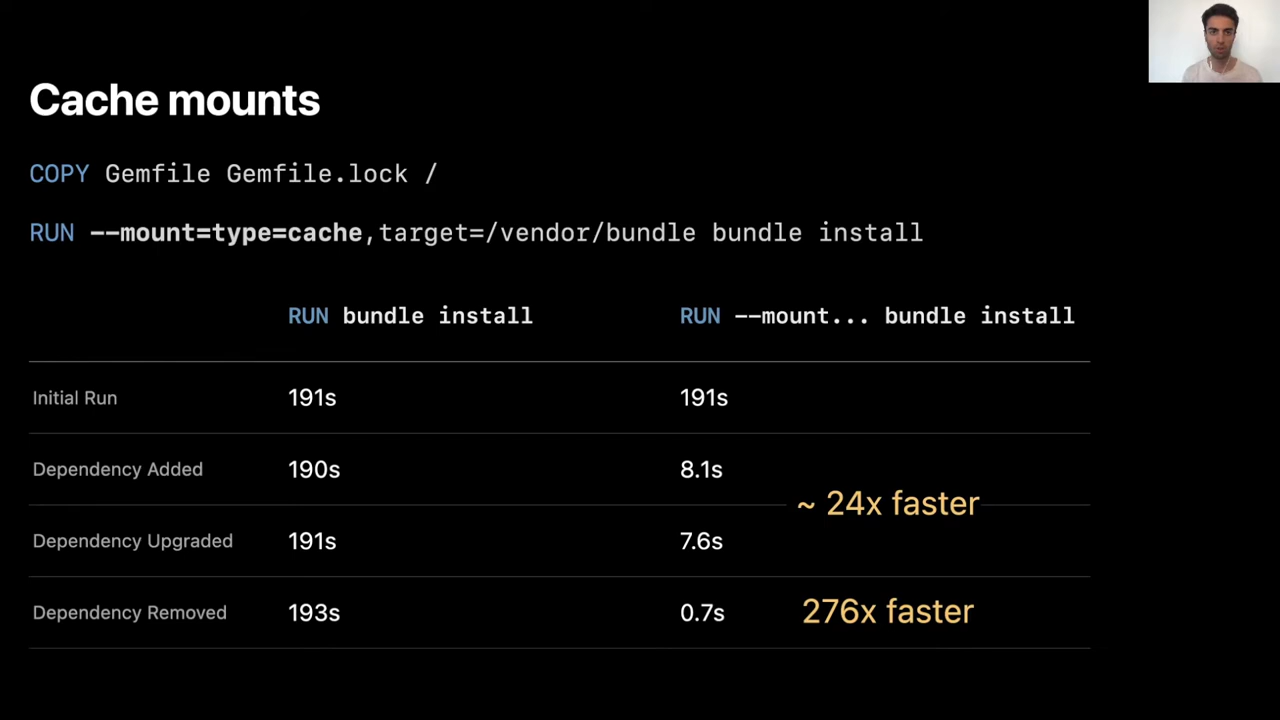 Cache mounts
COPY Gemfile Gemfile.lock /
RUN --mount=type=cache,target=/vendor/bundle bundle install
RUN bundle install RUN --mount... bundle install
Initial Run 191s 191s
Dependency Added 190s 8.1s
~ 24x faster
Dependency Upgraded 191s 7.6s
Dependency Removed 193s 0.7s 276x faster